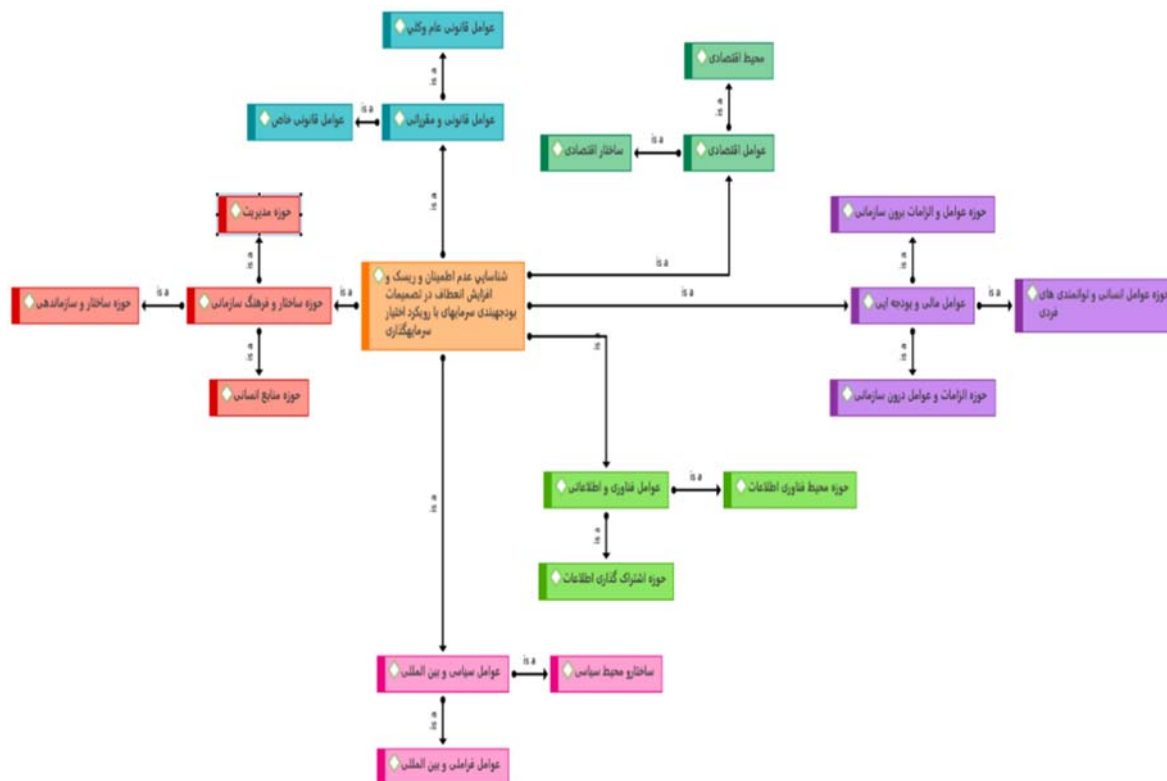 عوامل قانونی عام وکلي
is a
محیط اقتصادی
is a
عوامل قانونی خاص
is a
عوامل قانونی و مقرراتی
ساختار اقتصادی
is a
عوامل اقتصادی
is a
حوزه مدیریت
is a
حوزه عوامل و الزامات برون سازمانی
is a
is a
شناسایي عدم اطمینان و ریسک و
افزایش انعطاف در تصمیمات
بودجهبندی سرمایهای با رویکرد اختیار
سرمایهگذاری
حوزه ساختار و سازماندهی
is a
حوزه ساختار و فرهنگ سازمانی
is a
is a
عوامل مالی و بودجه ایی
is a
حوزه عوامل انسانی و توانمندی های
فردی
is a
is a
is a
حوزه منابع انسانی
حوزه الزامات و عوامل درون سازمانی
عوامل فناوری و اطلاعاتی
is a
حوزه محیط فناوری اطلاعات
is a
is a
حوزه اشتراک گذاری اطلاعات
عوامل سیاسی و بین المللی
is a
ساختارو محیط سیاسی
is a
عوامل فراملی و بین المللی